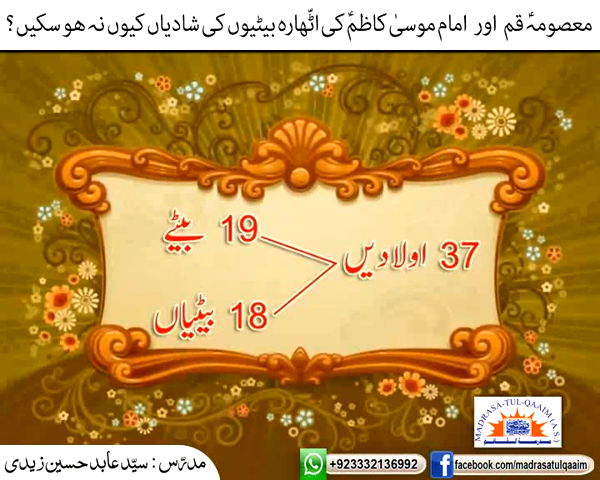 معصومۂ قم اور امام موسیٰ کاظمؑ کی اٹھارہ بیٹیوں کی شادیاں کیوں نہ ھو سکیں؟
37 اولادیں
19 بیٹے
18 بیٹیاں
MADRASA-TUL-QAAIM (A.S.)
مدرّس : سیّد عابد حسین زیدی
+923332136992
facebook.com/madrasatulqaaim